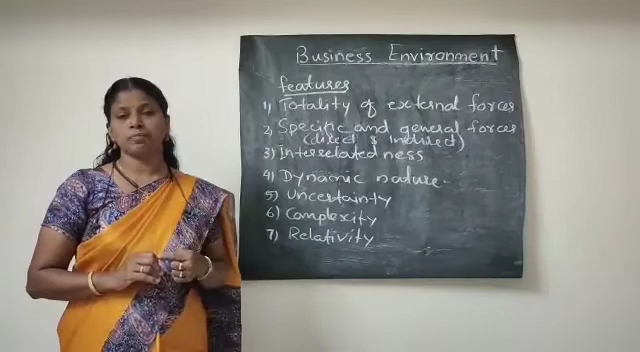 Business Environment
features
1) Totality of external forces
2) Specific and general forces
(direct & indirect)
3) Interrelatedness
4) Dynamic nature.
5) Uncertainty
6) Complexity
7) Relativity